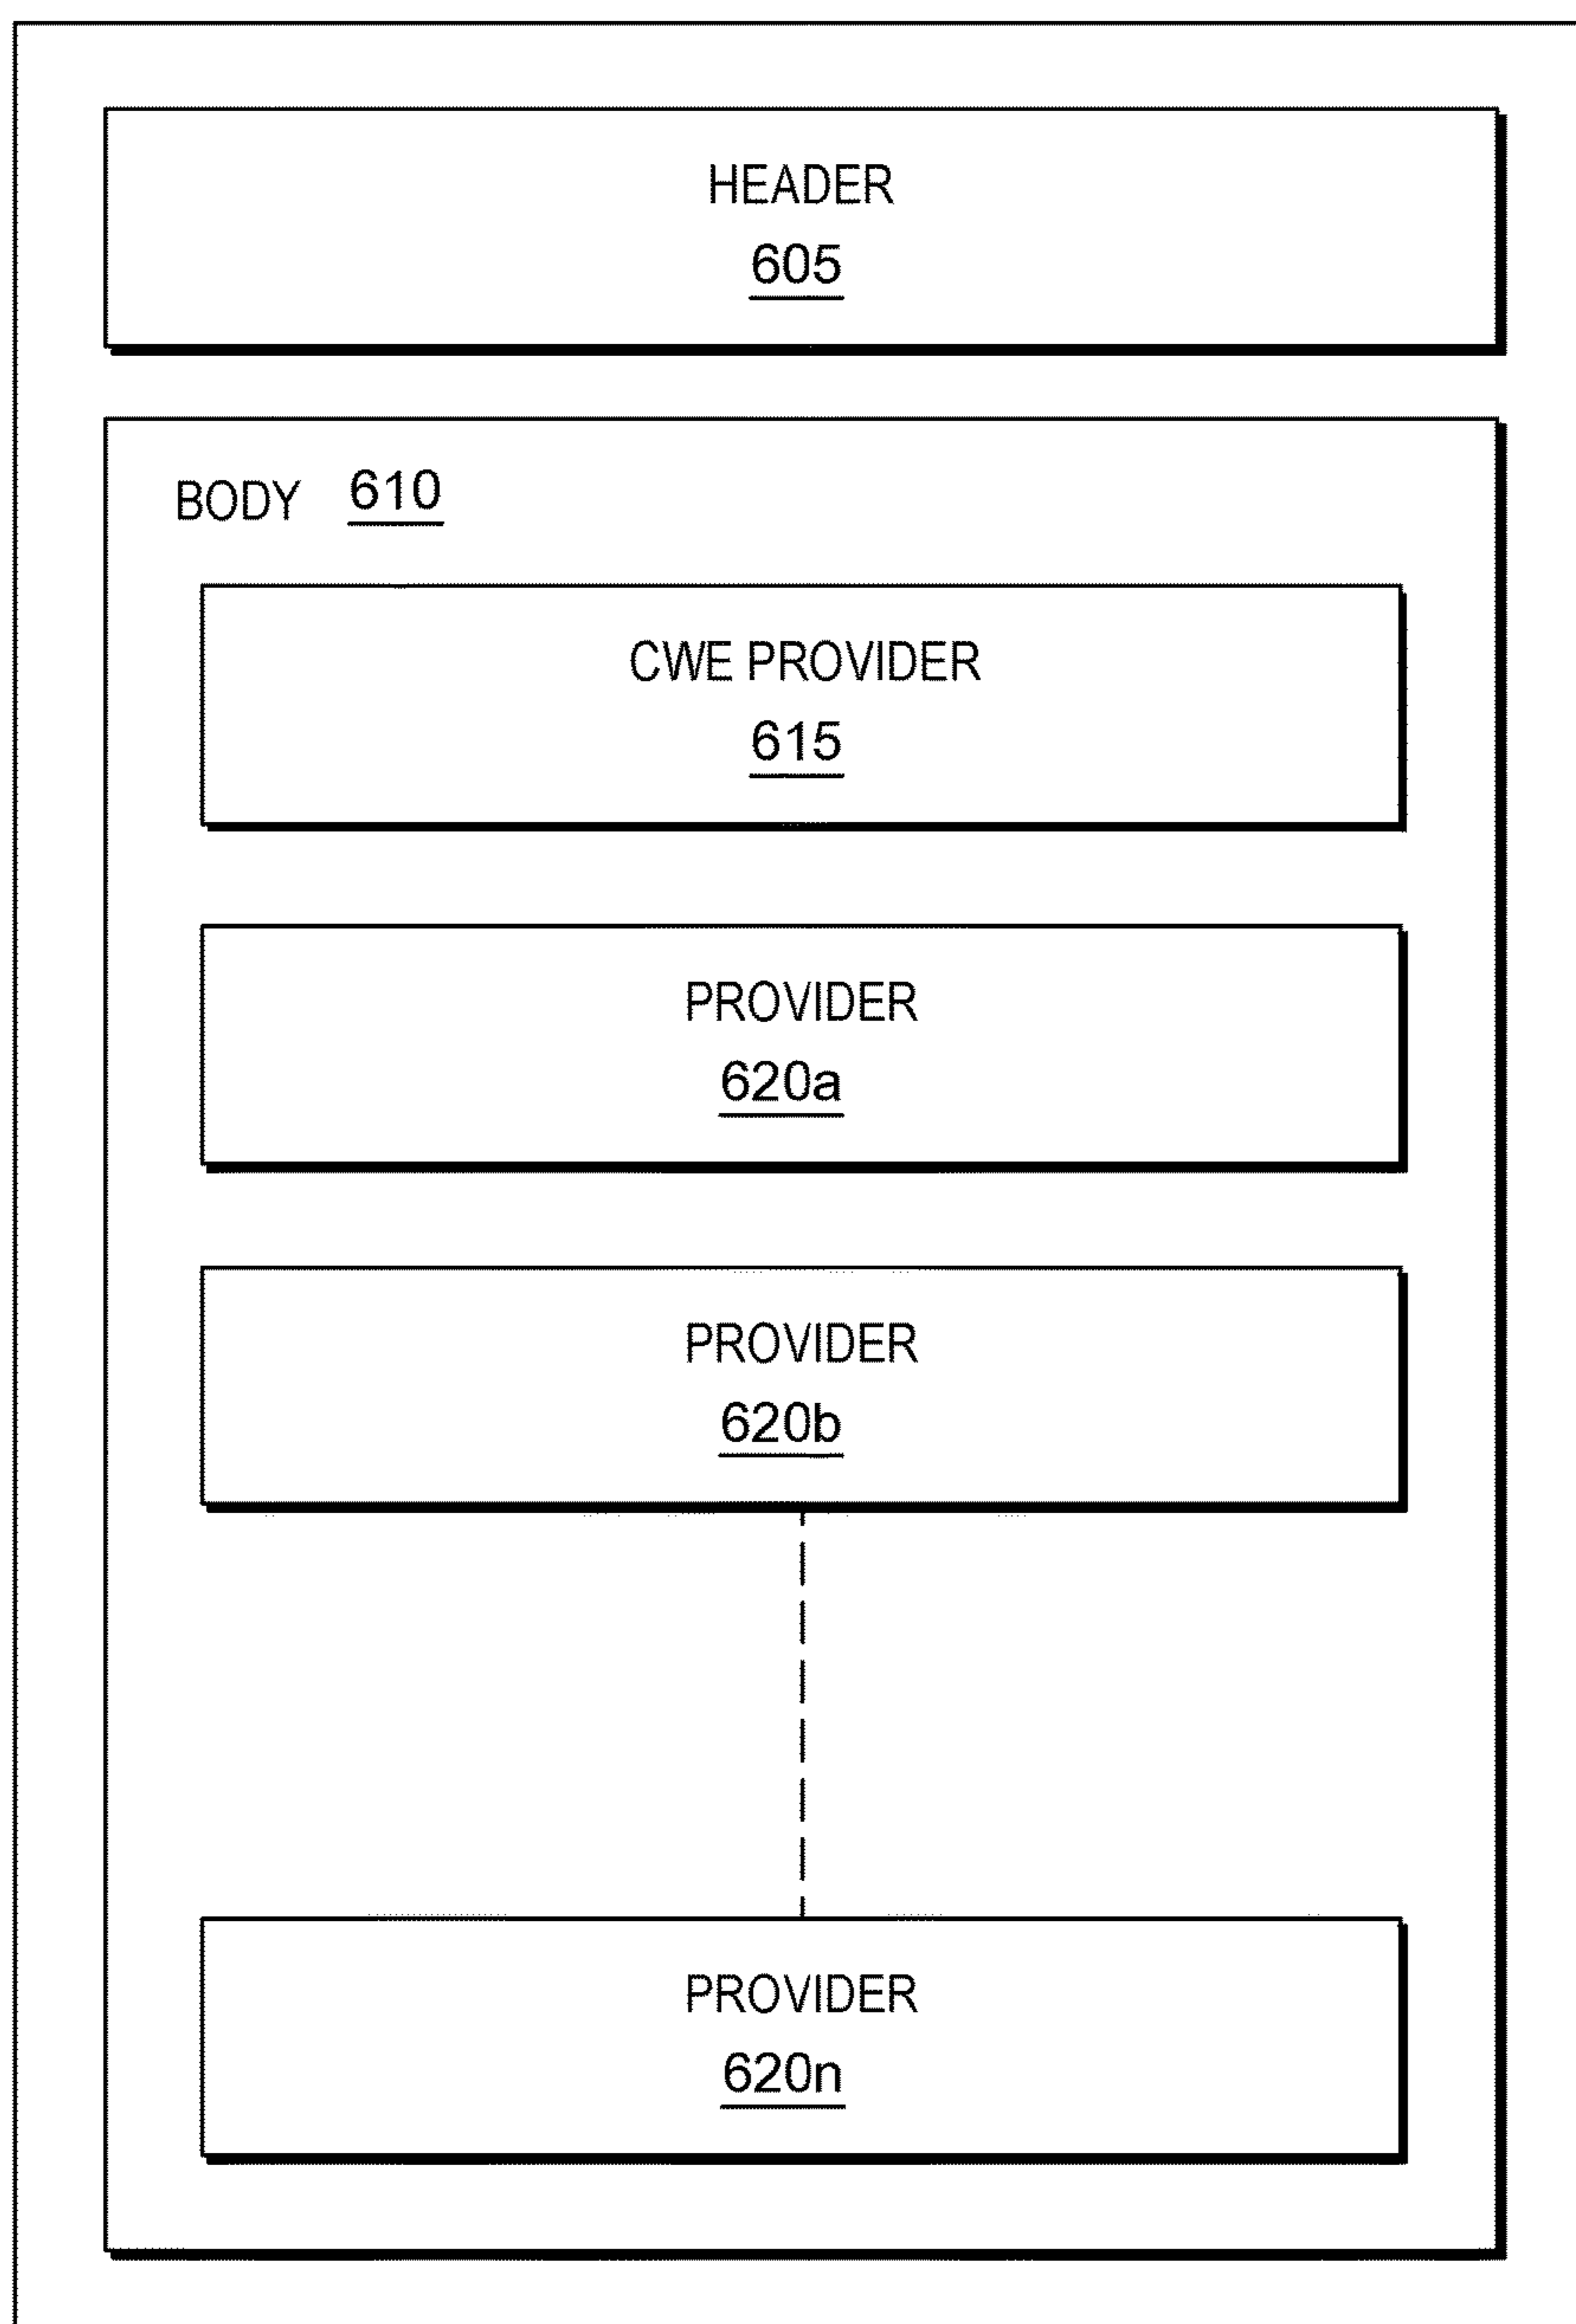 HEADER
605
BODY 610
CWE PROVIDER
615
PROVIDER
620a
PROVIDER
620b
PROVIDER
620n